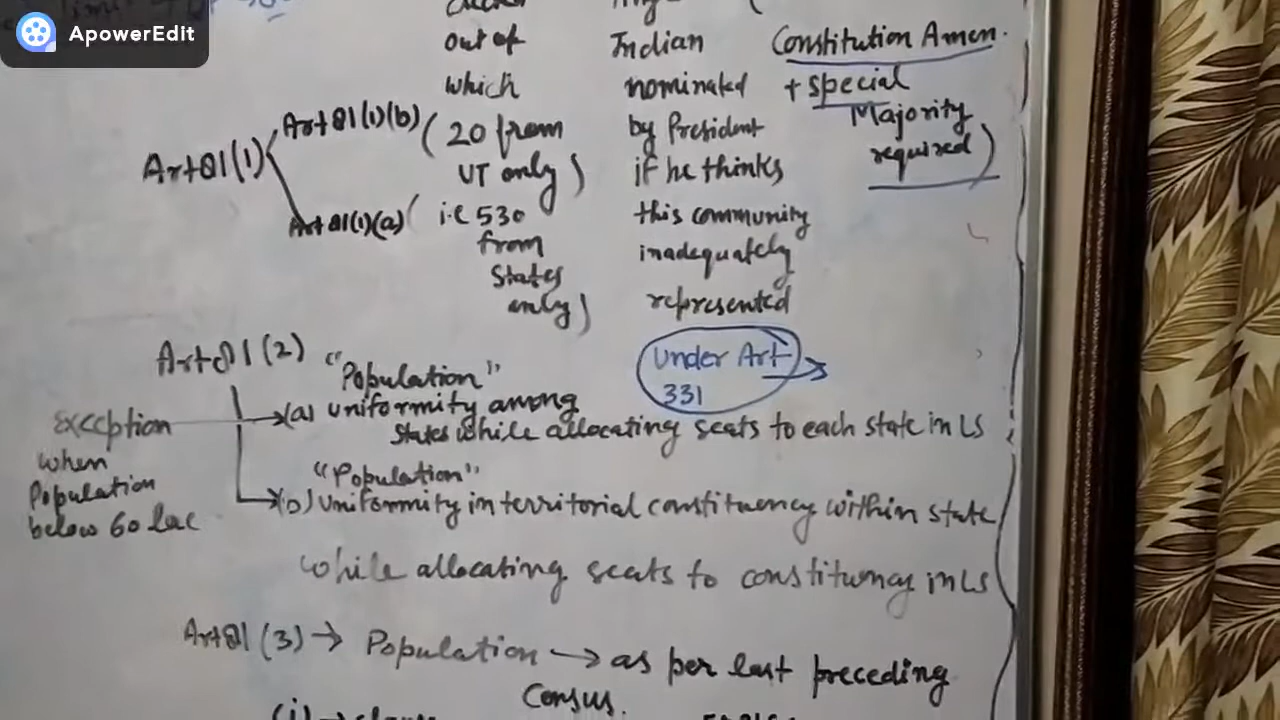 ApowerEdit
out of
which
Art 81(1)
Art 81(1)(b) ( 20 from
UT only )
Art 81(1)(a) ( i.e 530
from
States
only )
Indian
nominated
by President
if he thinks
this community
inadequately
represented
Under Art
331
Constitution Amen.
+ special
Majority
required )
Art 81(2)
Exception
when
Population
below 60 lac
"Population"
(a) uniformity among
States while allocating seats to each state in LS
"Population"
(b) Uniformity in territorial constituency within state
while allocating seats to constituency in LS
Art 81(3) → Population → as per last preceding
Census.